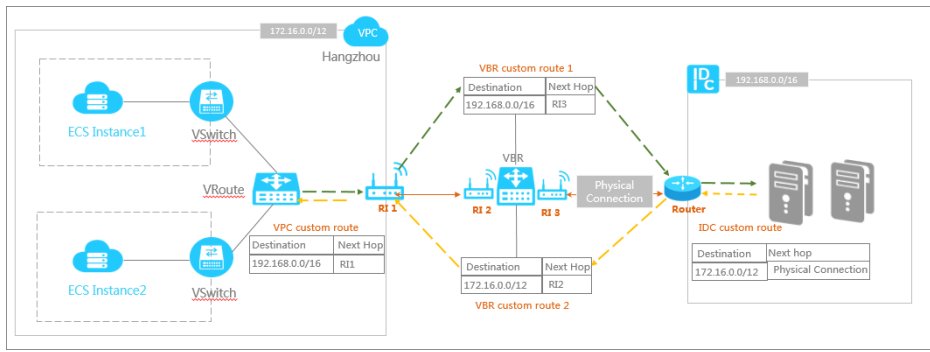 172.16.0.0/12
VPC
Hangzhou
ECS Instance1
VSwitch
VRoute
ECS Instance2
VSwitch
VPC custom route
Destination Next Hop
192.168.0.0/16 RI1
RI 1
VBR custom route 1
Destination Next Hop
192.168.0.0/16 RI3
VBR
RI 2
RI 3
Physical
Connection
Destination Next Hop
172.16.0.0/12 RI2
VBR custom route 2
Router
IDC
192.168.0.0/16
IDC custom route
Destination Next hop
172.16.0.0/12 Physical Connection